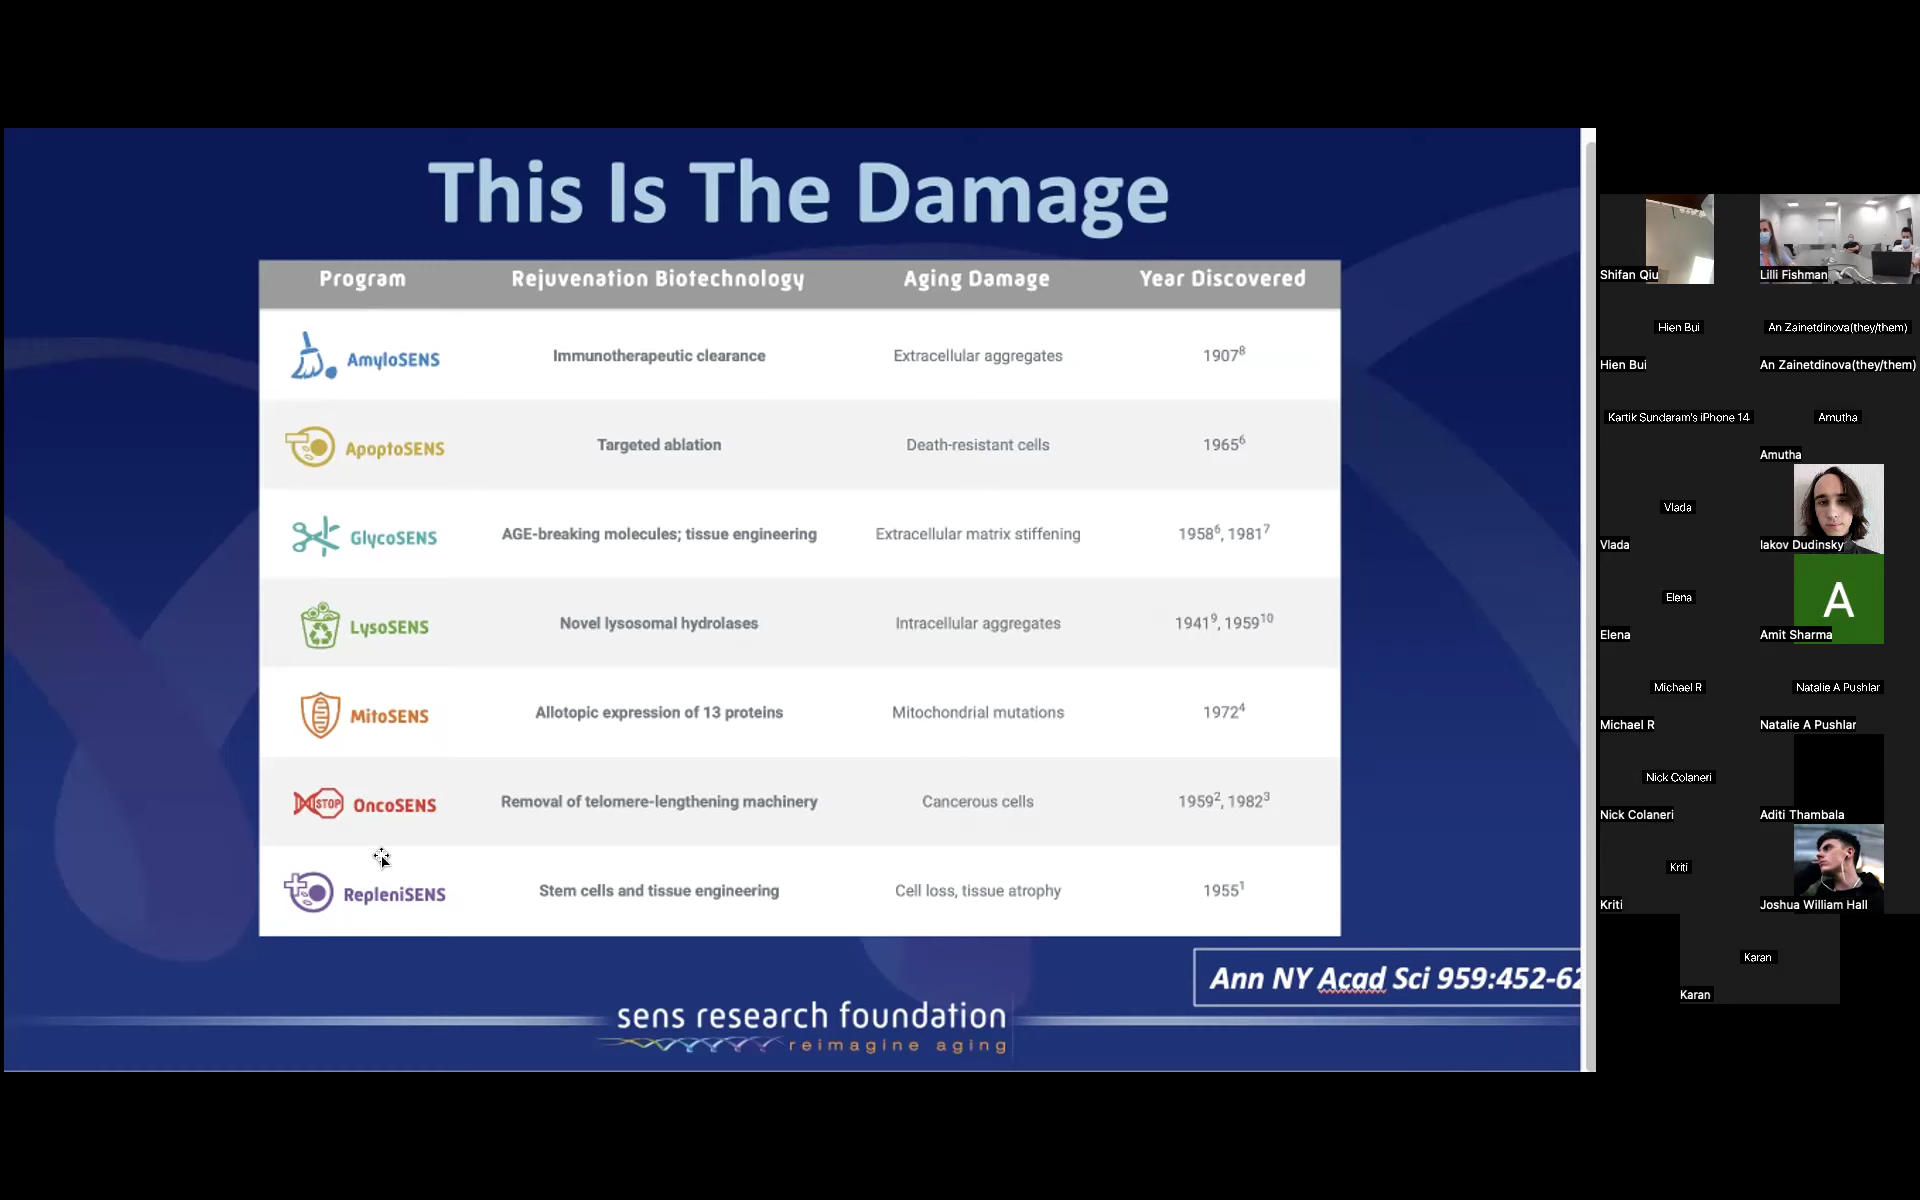 This Is The Damage
Program Rejuvenation Biotechnology Aging Damage Year Discovered
AmyloSENS Immunotherapeutic clearance Extracellular aggregates 1907⁸
ApoptoSENS Targeted ablation Death-resistant cells 1965⁶
GlycoSENS AGE-breaking molecules; tissue engineering Extracellular matrix stiffening 1958⁶, 1981⁷
LysoSENS Novel lysosomal hydrolases Intracellular aggregates 1941⁹, 1959¹⁰
MitoSENS Allotopic expression of 13 proteins Mitochondrial mutations 1972⁴
STOP OncoSENS Removal of telomere-lengthening machinery Cancerous cells 1959², 1982³
RepleniSENS Stem cells and tissue engineering Cell loss, tissue atrophy 1955¹
Ann NY Acad Sci 959:452-62
sens research foundation
reimagine aging
Shifan Qiu Lilli Fishman
Hien Bui An Zainetdinova(they/them)
Hien Bui An Zainetdinova(they/them)
Kartik Sundaram's iPhone 14 Amutha
Amutha
Vlada
Vlada Iakov Dudinsky
Elena A
Elena Amit Sharma
Michael R Natalie A Pushlar
Michael R Natalie A Pushlar
Nick Colaneri
Nick Colaneri Aditi Thambala
Kriti
Kriti Joshua William Hall
Karan
Karan